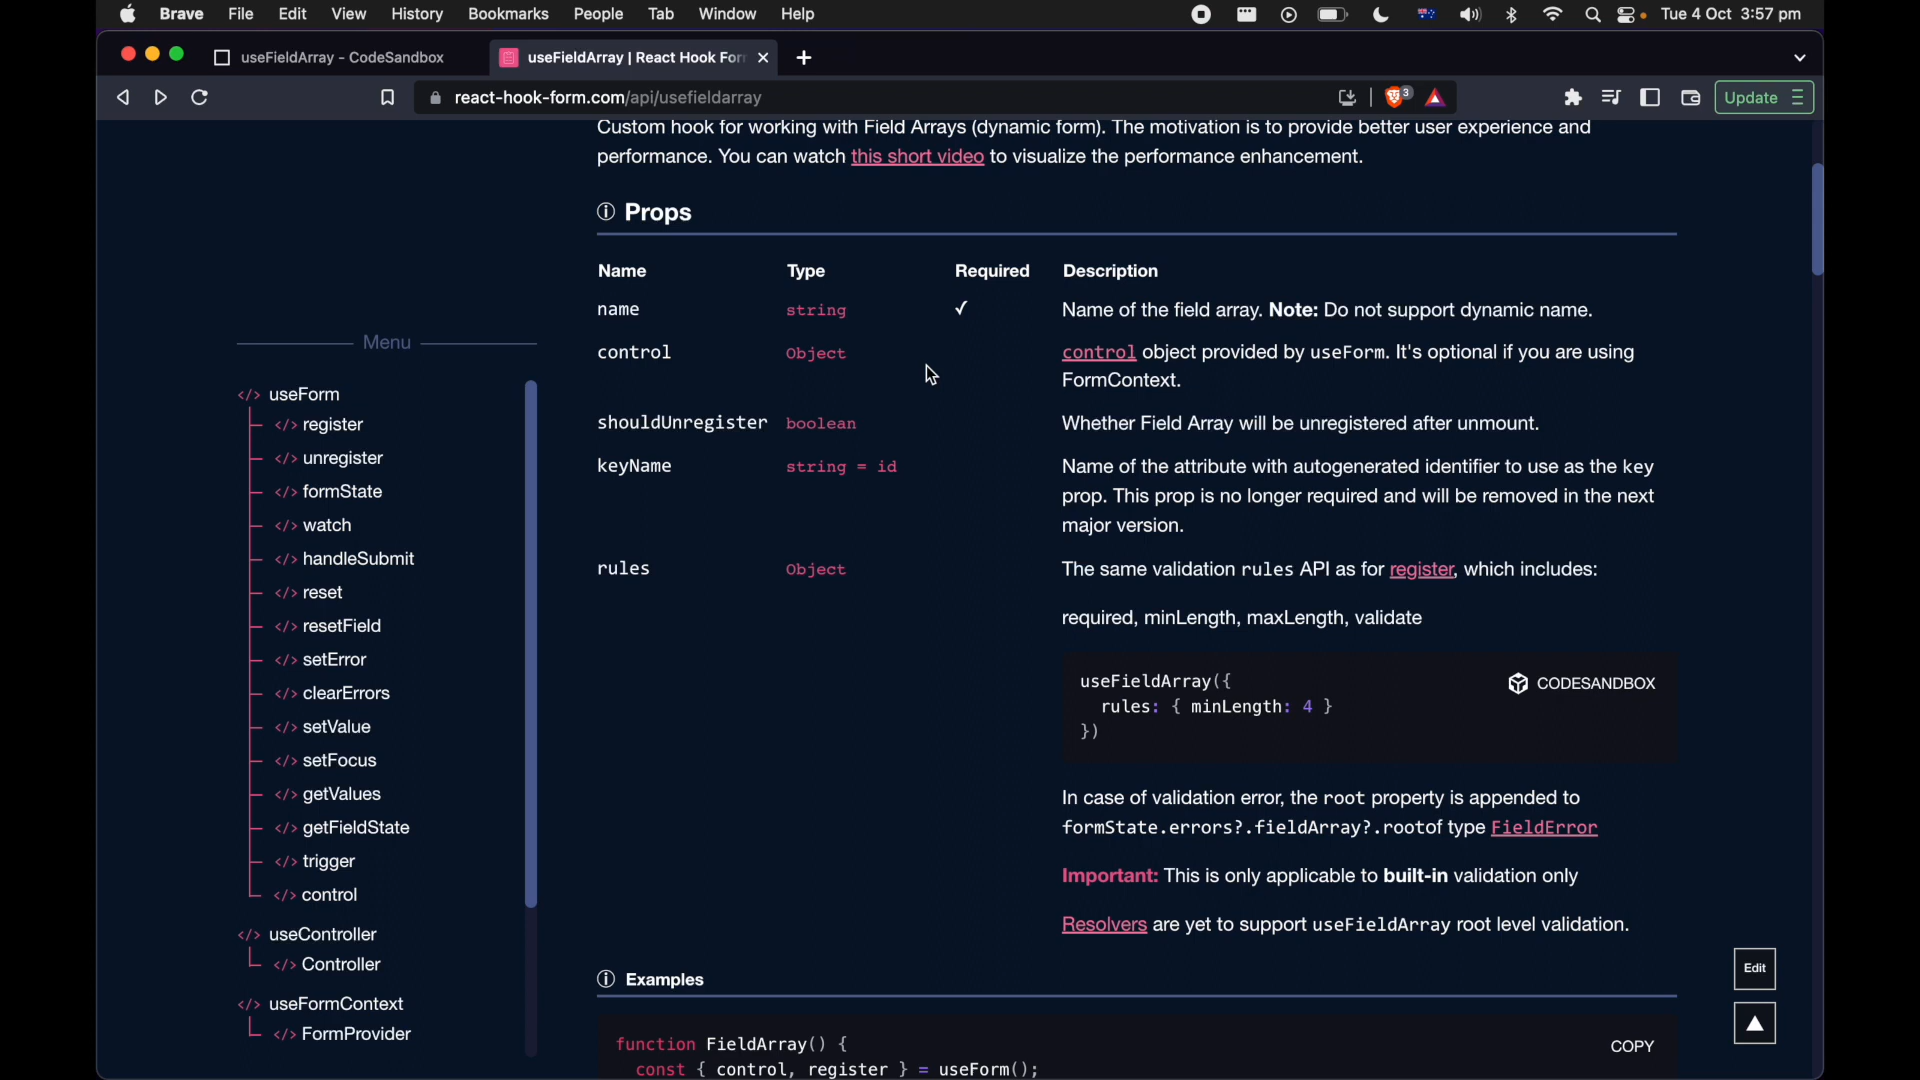 Brave File Edit View History Bookmarks People Tab Window Help Tue 4 Oct 3:57 pm
useFieldArray - CodeSandbox useFieldArray | React Hook For
react-hook-form.com/api/usefieldarray 3 Update
Custom hook for working with Field Arrays (dynamic form). The motivation is to provide better user experience and
performance. You can watch this short video to visualize the performance enhancement.
Props
Name Type Required Description
name string ✓ Name of the field array. Note: Do not support dynamic name.
control Object control object provided by useForm. It's optional if you are using
FormContext.
shouldUnregister boolean Whether Field Array will be unregistered after unmount.
keyName string = id Name of the attribute with autogenerated identifier to use as the key
prop. This prop is no longer required and will be removed in the next
major version.
rules Object The same validation rules API as for register, which includes:
required, minLength, maxLength, validate
useFieldArray({
rules: { minLength: 4 }
})
CODESANDBOX
In case of validation error, the root property is appended to
formState.errors?.fieldArray?.rootof type FieldError
Important: This is only applicable to built-in validation only
Resolvers are yet to support useFieldArray root level validation.
Examples
function FieldArray() {
const { control, register } = useForm();
COPY
Menu
</> useForm
</> register
</> unregister
</> formState
</> watch
</> handleSubmit
</> reset
</> resetField
</> setError
</> clearErrors
</> setValue
</> setFocus
</> getValues
</> getFieldState
</> trigger
</> control
</> useController
</> Controller
</> useFormContext
</> FormProvider
Edit